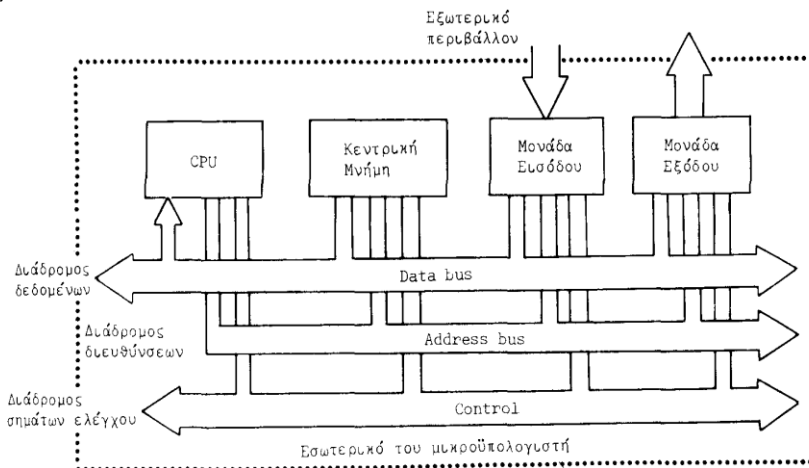 Εξωτερικό
περιβάλλον
CPU
Κεντρική
Μνήμη
Μονάδα
Εισόδου
Μονάδα
Εξόδου
Διάδρομος
δεδομένων
Data bus
Διάδρομος
διευθύνσεων
Address bus
Διάδρομος
σημάτων ελέγχου
Control
Εσωτερικό του μικροϋπολογιστή